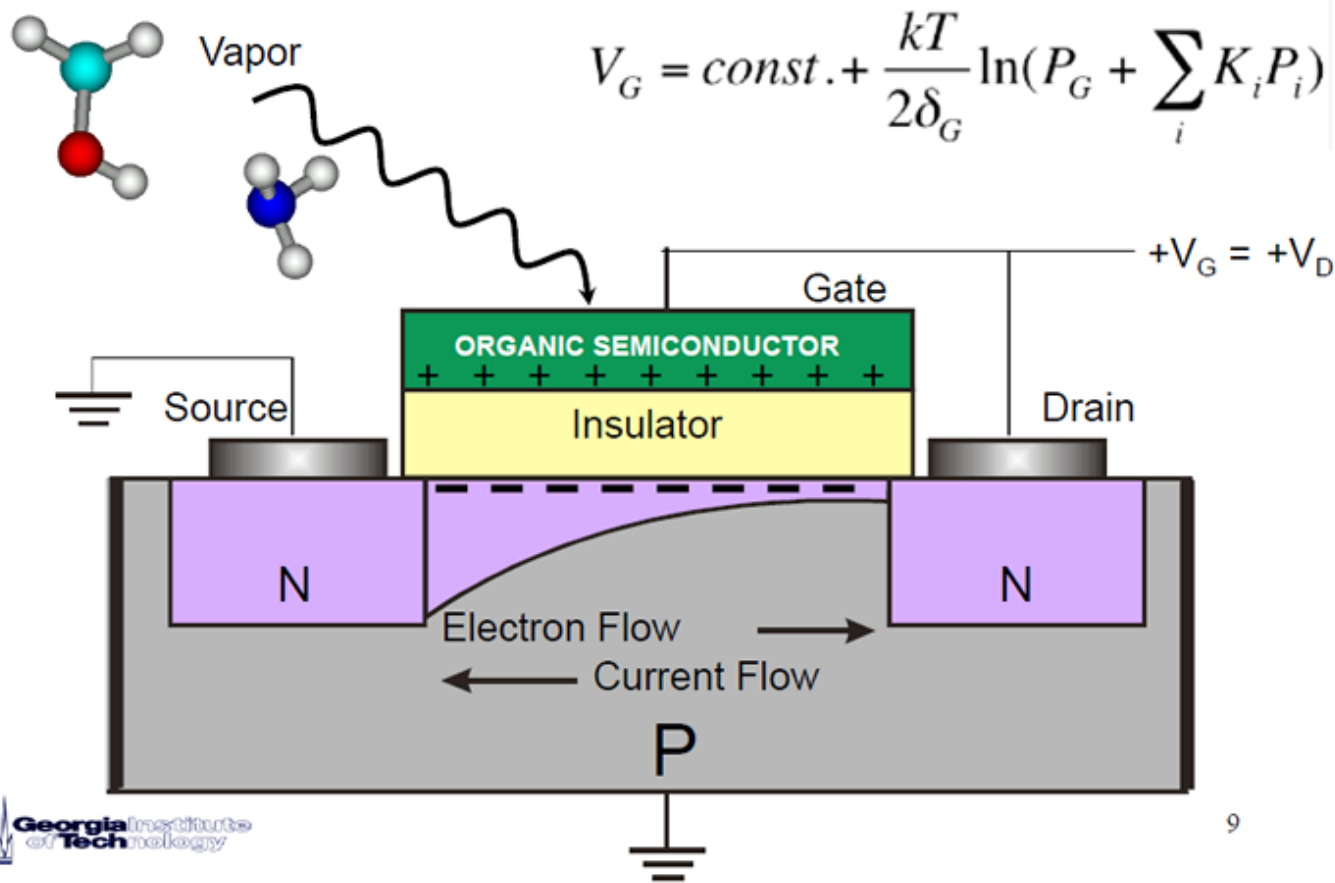 Vapor
V_G = const.+ kT/2δ_G ln(P_G + ∑_i K_i P_i)
+V_G = +V_D
Gate
ORGANIC SEMICONDUCTOR
+ + + + + + + + +
Source
Insulator
Drain
N
N
Electron Flow
Current Flow
P
Georgia Institute
of Technology
9